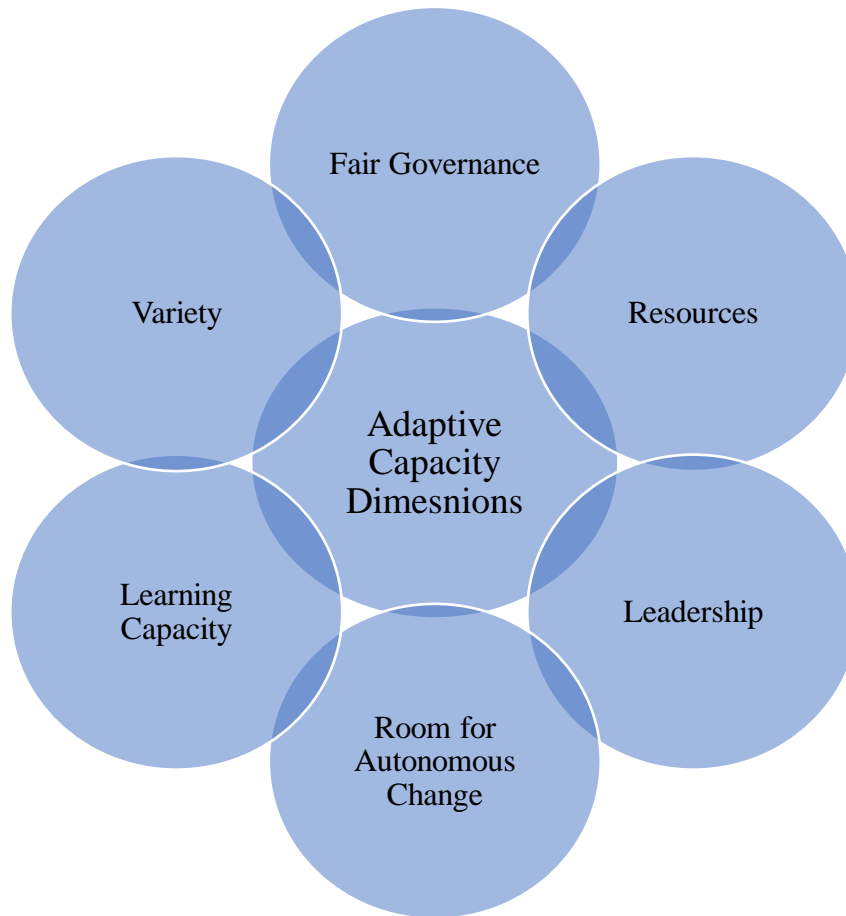 Fair Governance
Variety
Resources
Adaptive
Capacity
Dimesnions
Learning
Capacity
Leadership
Room for
Autonomous
Change